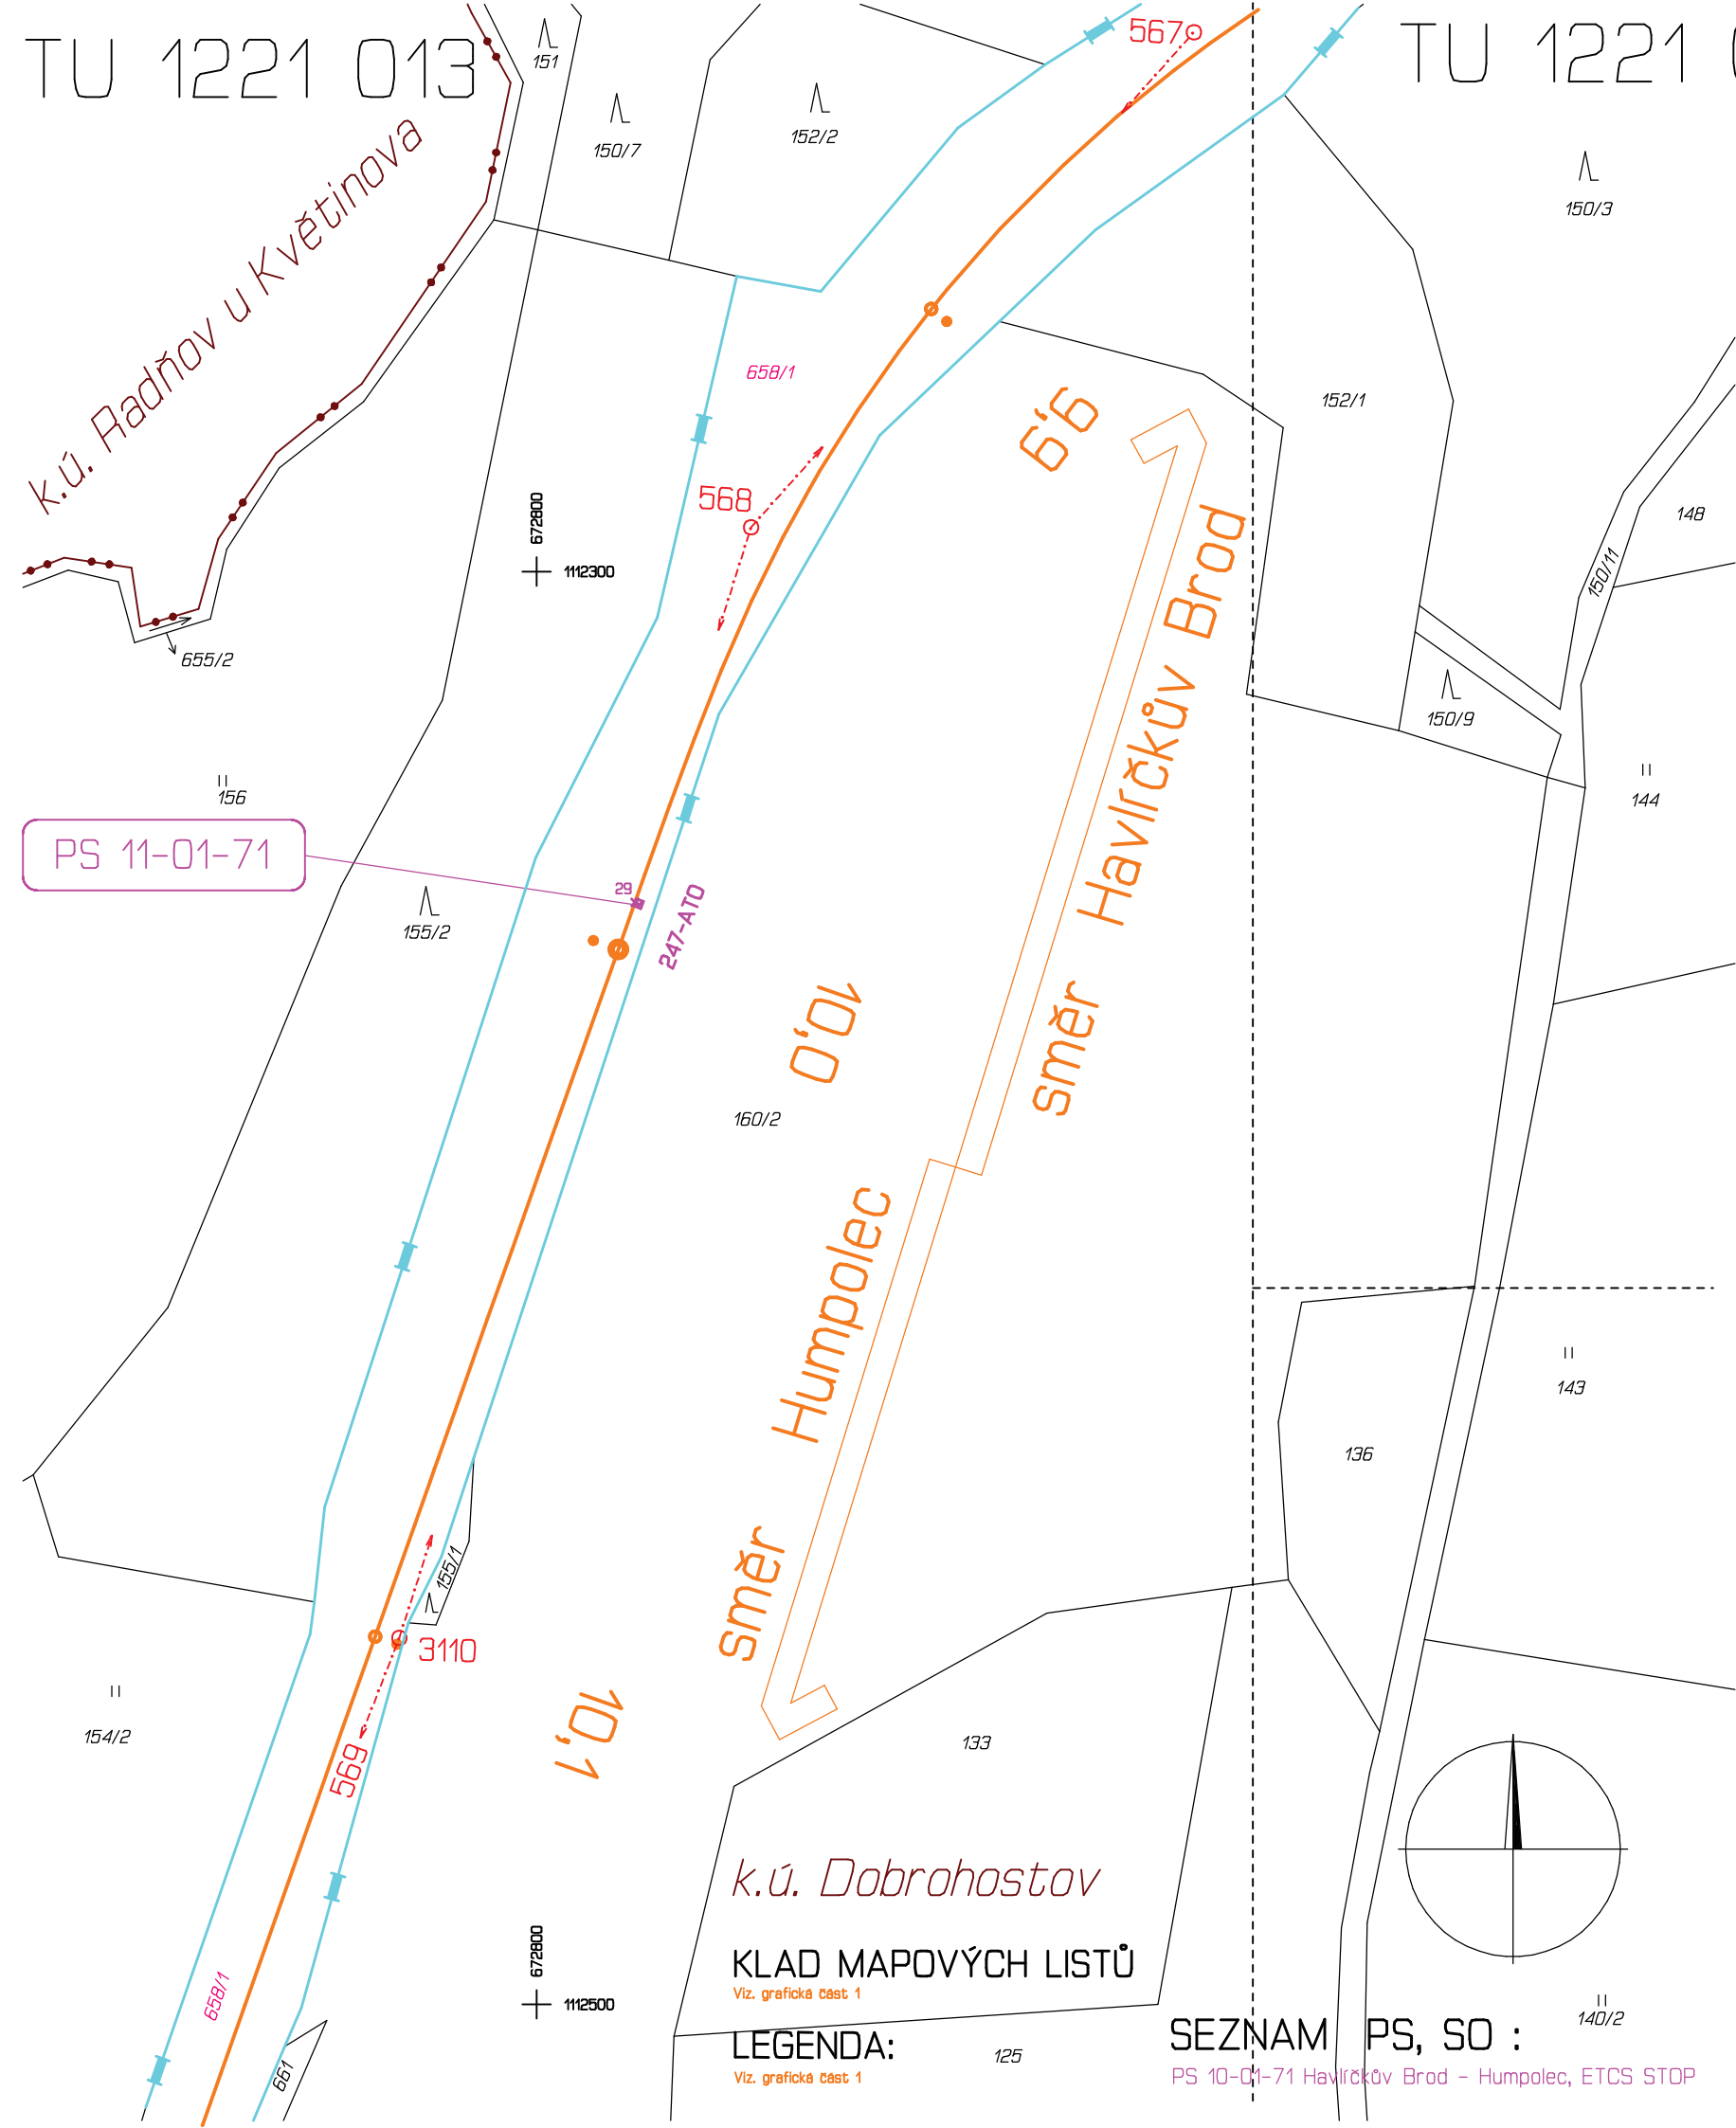 TU 1221 013
TU 1221
151
567
150/7
152/2
150/3
k.ú. Radňov u Květinova
658/1
152/1
9,9
568
672800
1112300
148
150/11
655/2
150/9
156
144
PS 11-01-71
29
247-ATO
155/2
směr Havlíčkův Brod
10,0
160/2
směr Humpolec
143
136
155/1
3110
10,1
154/2
569
133
k.ú. Dobrohostov
672800
1112500
658/1
661
KLAD MAPOVÝCH LISTŮ
Viz. grafická část 1
LEGENDA:
Viz. grafická část 1
125
140/2
SEZNAM PS, SO :
PS 10-01-71 Havlíčkův Brod - Humpolec, ETCS STOP